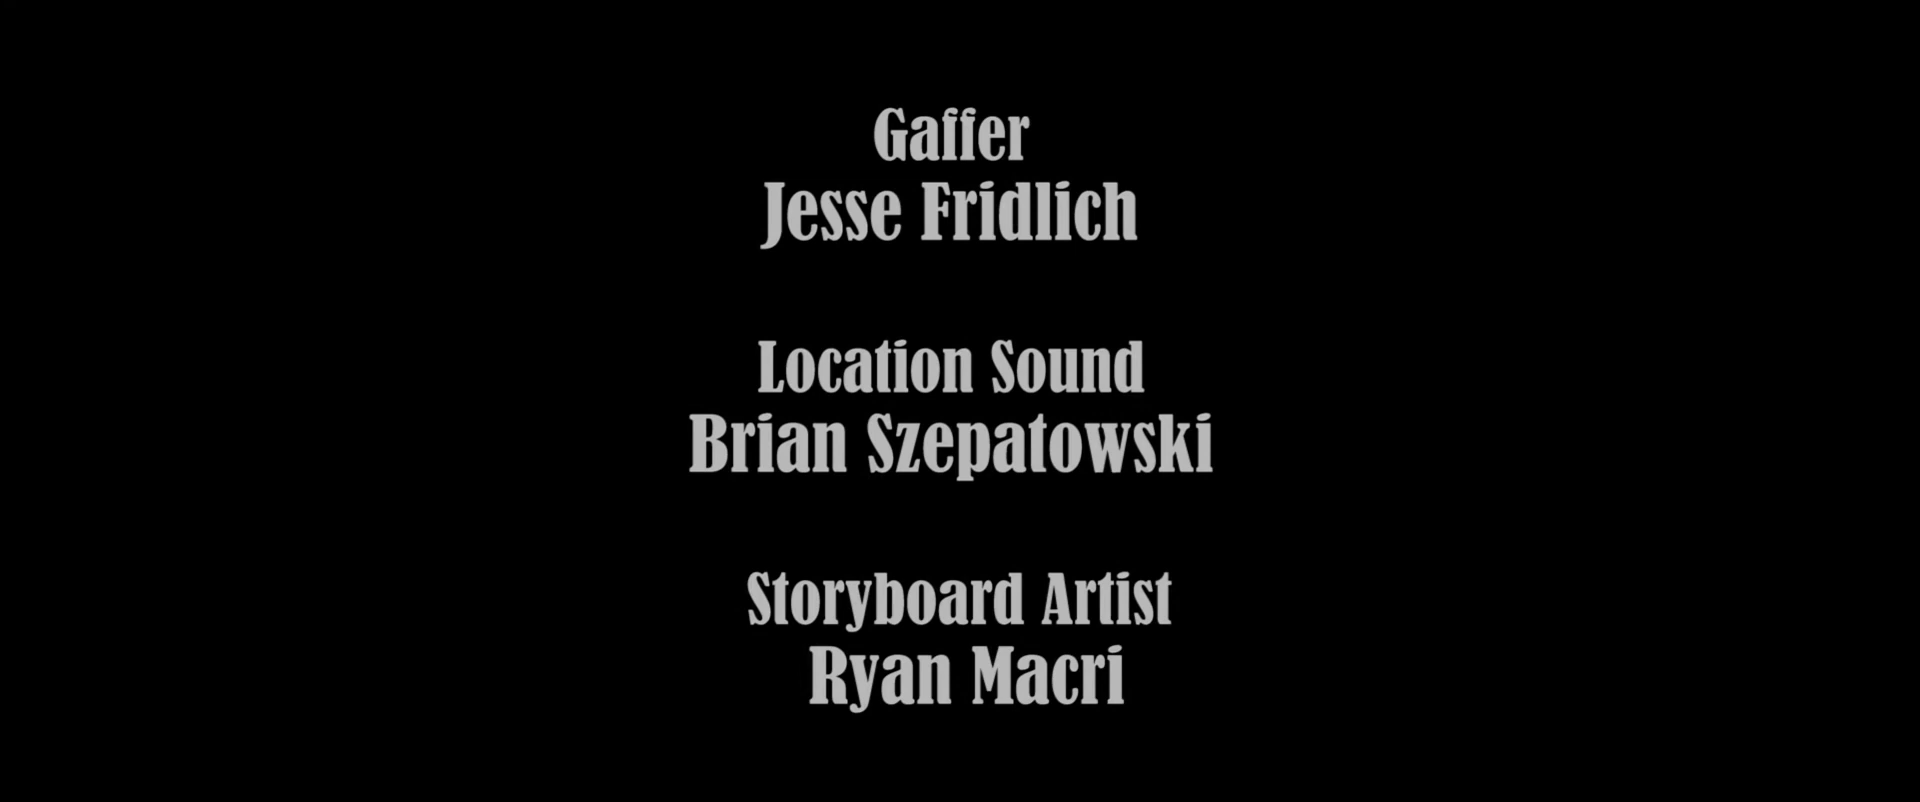 Gaffer
Jesse Fridlich
Location Sound
Brian Szepatowski
Storyboard Artist
Ryan Macri